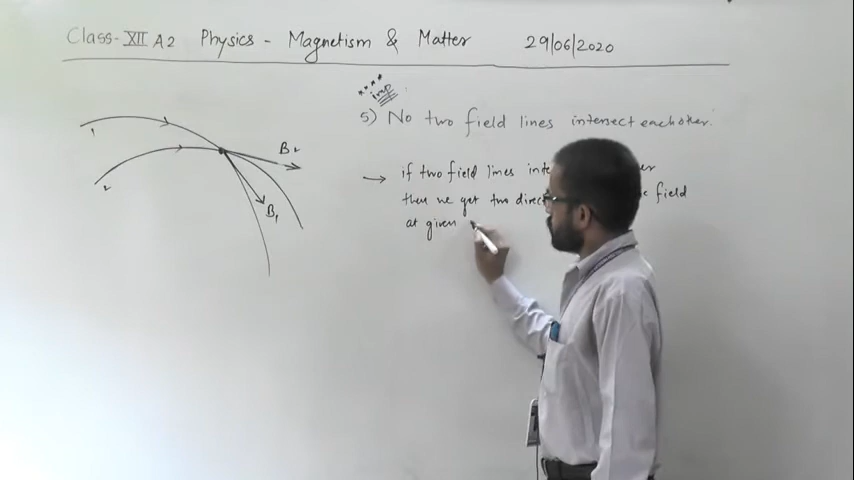 Class-XII A2 Physics - Magnetism & Matter 29/06/2020
**** imp
5) No two field lines intersect eachother.
→ if two field lines inte
then we get two direc field
at given
1
2
B2
B1